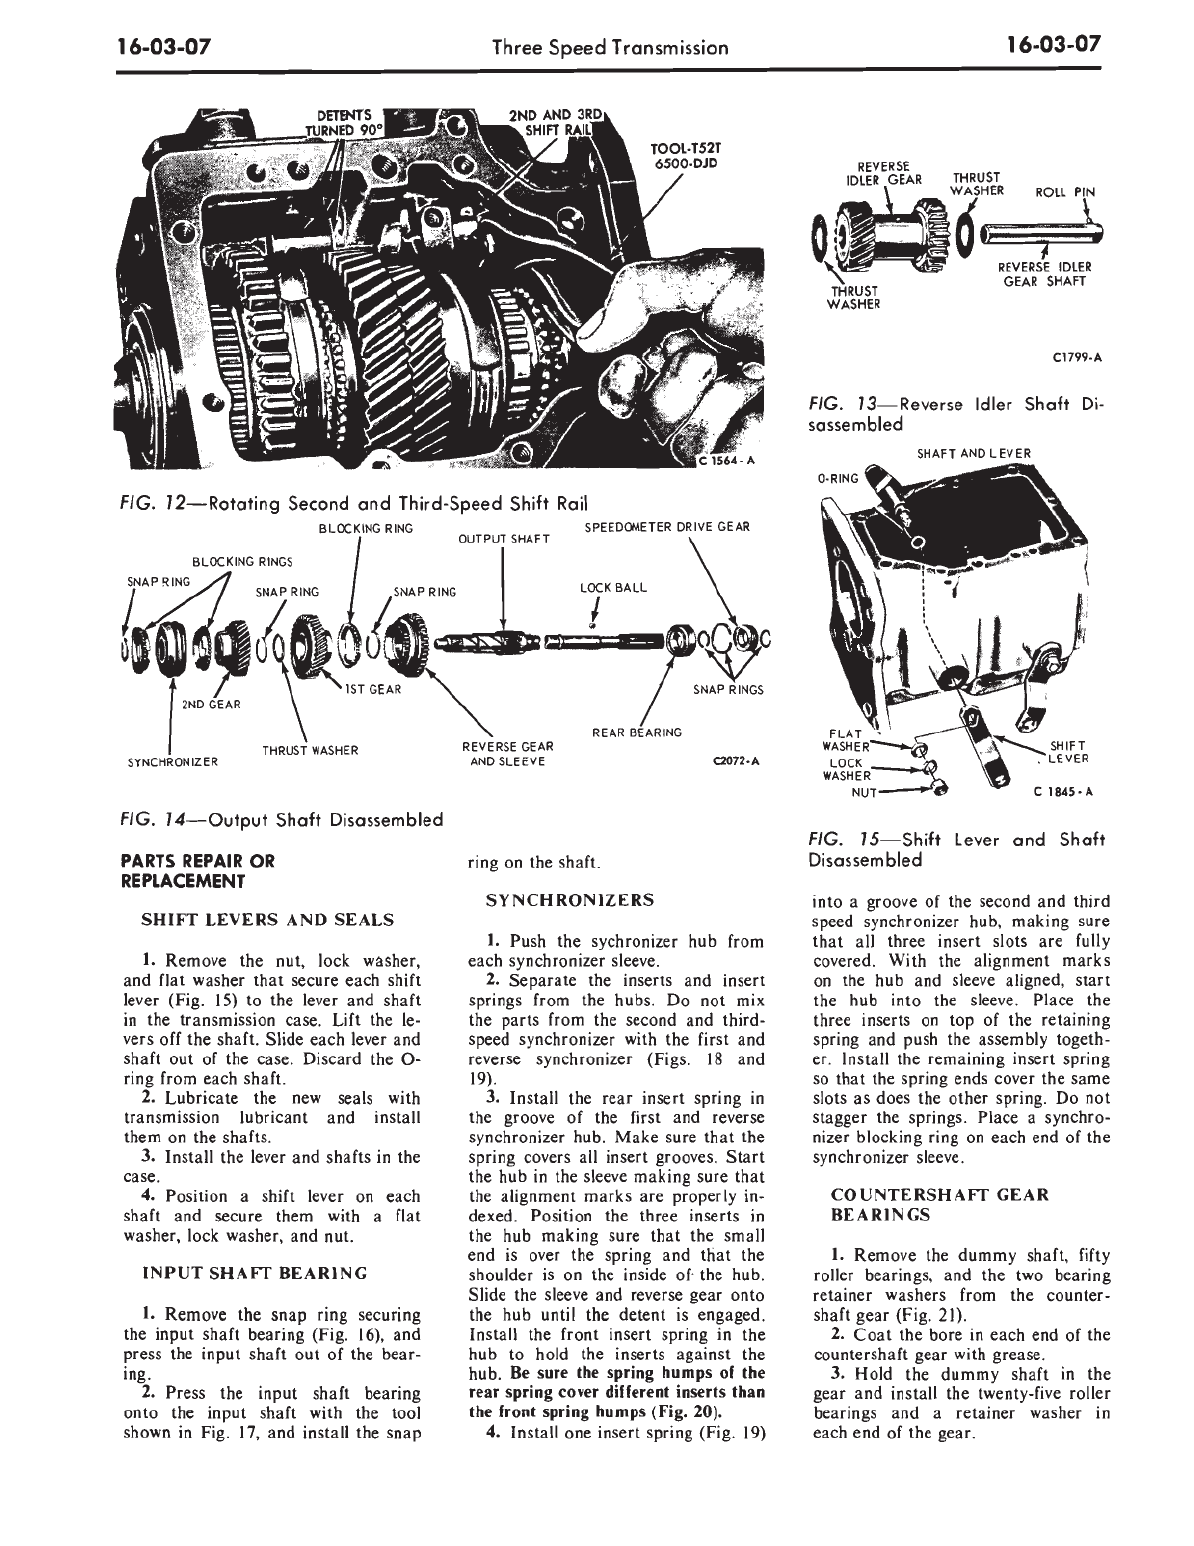 16-03-07
Three Speed Transmission
16-03-07
DETENTS
TURNED 90°
2ND AND 3RD
SHIFT RAIL
TOOL-T52T
6500-DJD
C 1564-A
FIG. 12—Rotating Second and Third-Speed Shift Rail
REVERSE
IDLER GEAR
THRUST
WASHER
ROLL PIN
REVERSE IDLER
GEAR SHAFT
THRUST
WASHER
C1799-A
FIG. 13—Reverse Idler Shaft Di-
sassembled
BLOCKING RING
OUTPUT SHAFT
SPEEDOMETER DRIVE GEAR
BLOCKING RINGS
SNAP RING
SNAP RING
SNAP RING
LOCK BALL
1ST GEAR
SNAP RINGS
2ND GEAR
REAR BEARING
THRUST WASHER
REVERSE GEAR
AND SLEEVE
SYNCHRONIZER
C2072-A
FIG. 14—Output Shaft Disassembled
SHAFT AND LEVER
O-RING
FLAT
WASHER
LOCK
WASHER
NUT
SHIFT
LEVER
C 1845-A
FIG. 15—Shift Lever and Shaft
Disassembled
PARTS REPAIR OR
REPLACEMENT
SHIFT LEVERS AND SEALS
1. Remove the nut, lock washer,
and flat washer that secure each shift
lever (Fig. 15) to the lever and shaft
in the transmission case. Lift the le-
vers off the shaft. Slide each lever and
shaft out of the case. Discard the O-
ring from each shaft.
2. Lubricate the new seals with
transmission lubricant and install
them on the shafts.
3. Install the lever and shafts in the
case.
4. Position a shift lever on each
shaft and secure them with a flat
washer, lock washer, and nut.
INPUT SHAFT BEARING
1. Remove the snap ring securing
the input shaft bearing (Fig. 16), and
press the input shaft out of the bear-
ing.
2. Press the input shaft bearing
onto the input shaft with the tool
shown in Fig. 17, and install the snap
ring on the shaft.
SYNCHRONIZERS
1. Push the sychronizer hub from
each synchronizer sleeve.
2. Separate the inserts and insert
springs from the hubs. Do not mix
the parts from the second and third-
speed synchronizer with the first and
reverse synchronizer (Figs. 18 and
19).
3. Install the rear insert spring in
the groove of the first and reverse
synchronizer hub. Make sure that the
spring covers all insert grooves. Start
the hub in the sleeve making sure that
the alignment marks are properly in-
dexed. Position the three inserts in
the hub making sure that the small
end is over the spring and that the
shoulder is on the inside of the hub.
Slide the sleeve and reverse gear onto
the hub until the detent is engaged.
Install the front insert spring in the
hub to hold the inserts against the
hub. Be sure the spring humps of the
rear spring cover different inserts than
the front spring humps (Fig. 20).
4. Install one insert spring (Fig. 19)
into a groove of the second and third
speed synchronizer hub, making sure
that all three insert slots are fully
covered. With the alignment marks
on the hub and sleeve aligned, start
the hub into the sleeve. Place the
three inserts on top of the retaining
spring and push the assembly togeth-
er. Install the remaining insert spring
so that the spring ends cover the same
slots as does the other spring. Do not
stagger the springs. Place a synchro-
nizer blocking ring on each end of the
synchronizer sleeve.
COUNTERSHAFT GEAR
BEARINGS
1. Remove the dummy shaft, fifty
roller bearings, and the two bearing
retainer washers from the counter-
shaft gear (Fig. 21).
2. Coat the bore in each end of the
countershaft gear with grease.
3. Hold the dummy shaft in the
gear and install the twenty-five roller
bearings and a retainer washer in
each end of the gear.